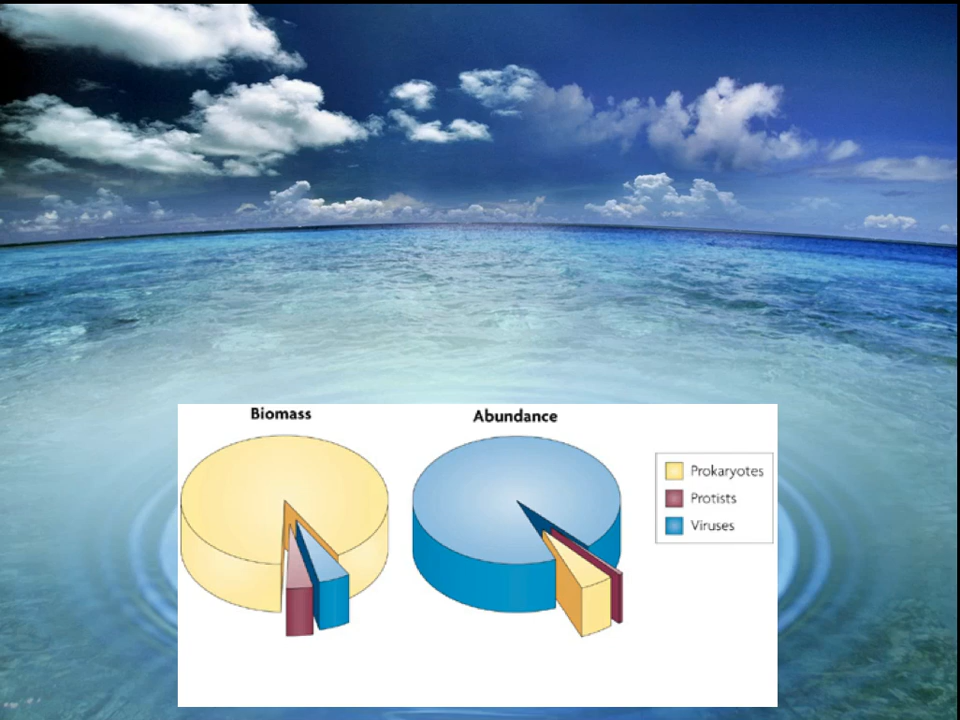 Biomass
Abundance
Prokaryotes
Protists
Viruses